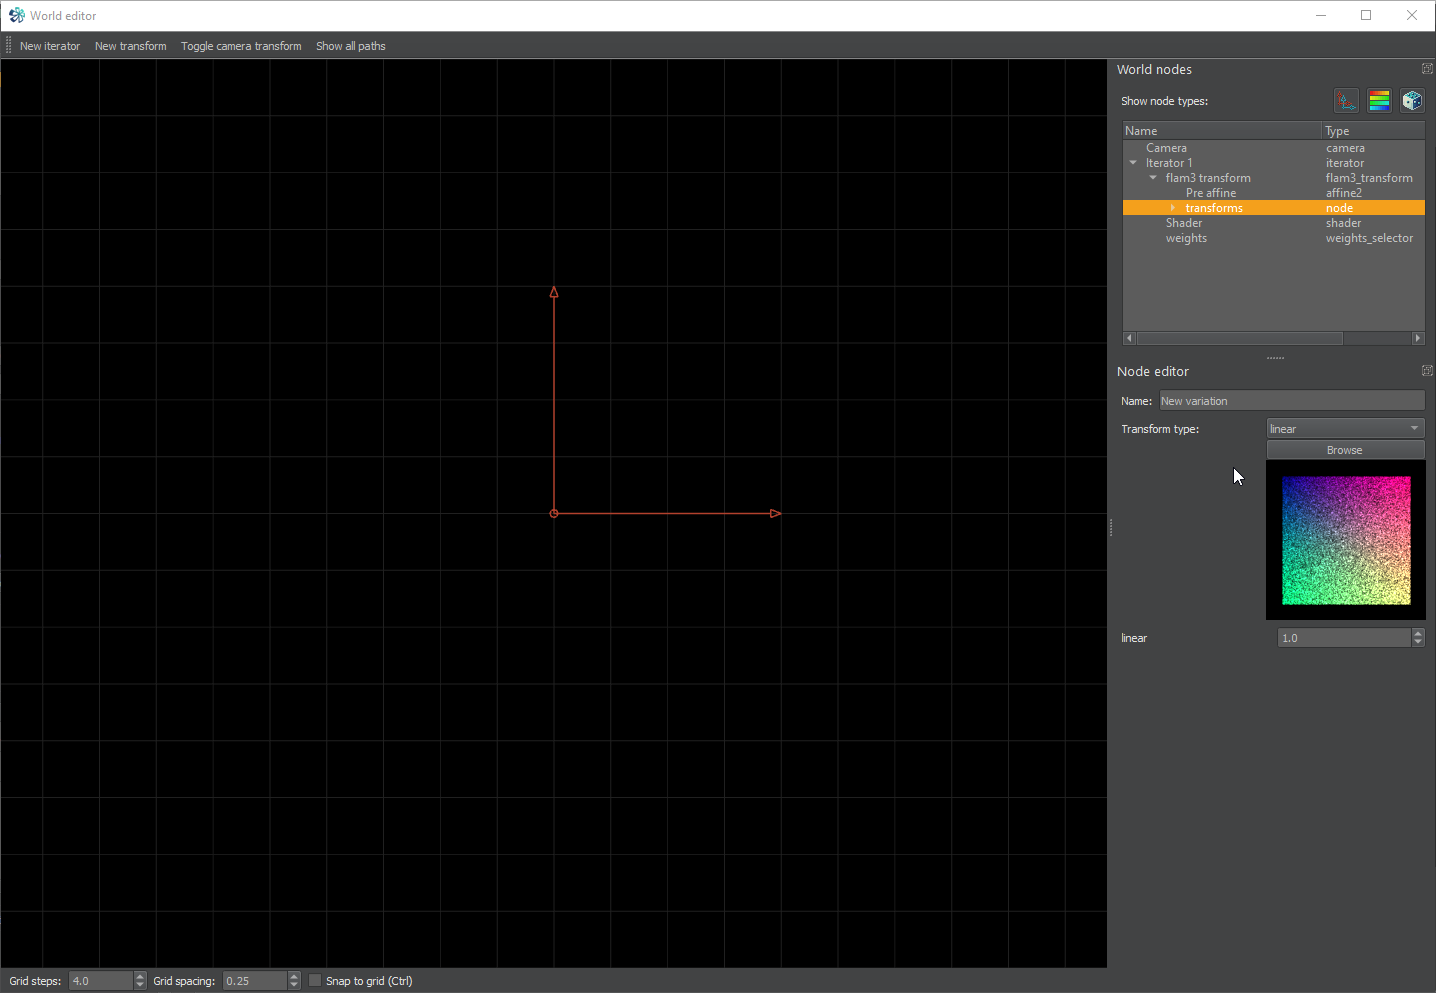 World editor
New iterator New transform Toggle camera transform Show all paths
World nodes
Show node types:
Name Type
Camera camera
Iterator 1 iterator
flam3 transform flam3_transform
Pre affine affine2
transforms node
Shader shader
weights weights_selector
Node editor
Name: New variation
Transform type: linear
Browse
linear 1.0
Grid steps: 4.0 Grid spacing: 0.25 Snap to grid (Ctrl)